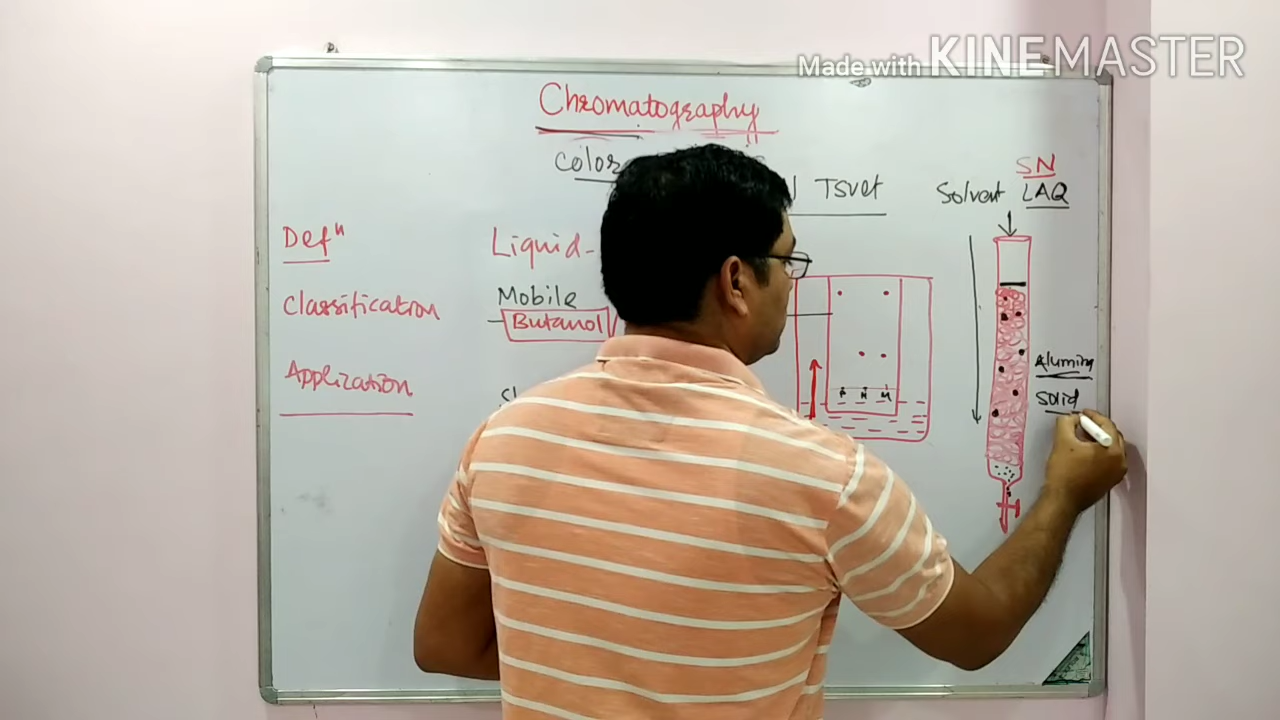 Made with KINEMASTER
Chromatography
Color
Tsvet
SN
Solvent LAQ
Defⁿ
Liquid-
Classification
Mobile
Butanol
Application
Alumina
Solid
A N M